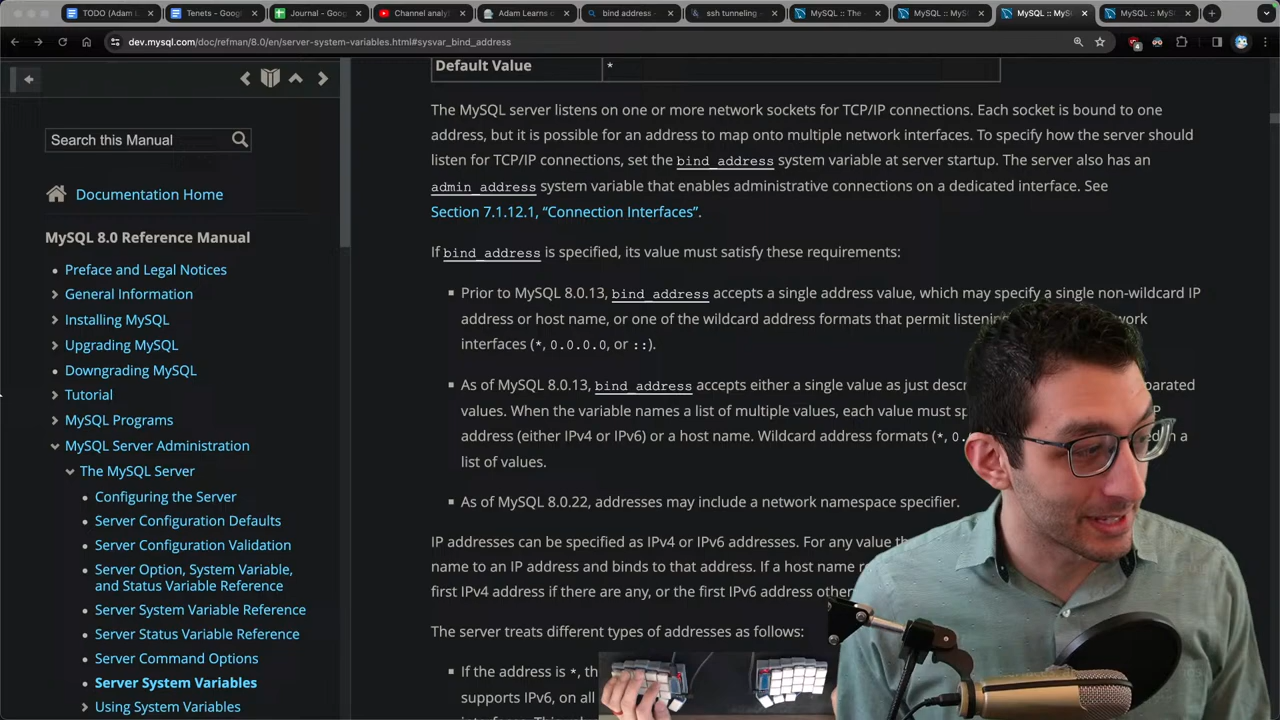 TODO (Adam L
Tenets - Goog
Journal - Goog
Channel analy
Adam Learns o
bind address -
ssh tunneling -
MySQL :: The
MySQL :: MyS
MySQL :: MyS
MySQL :: MyS
dev.mysql.com/doc/refman/8.0/en/server-system-variables.html#sysvar_bind_address
Search this Manual
Documentation Home
MySQL 8.0 Reference Manual
Preface and Legal Notices
General Information
Installing MySQL
Upgrading MySQL
Downgrading MySQL
Tutorial
MySQL Programs
MySQL Server Administration
The MySQL Server
Configuring the Server
Server Configuration Defaults
Server Configuration Validation
Server Option, System Variable,
and Status Variable Reference
Server System Variable Reference
Server Status Variable Reference
Server Command Options
Server System Variables
Using System Variables
Default Value *
The MySQL server listens on one or more network sockets for TCP/IP connections. Each socket is bound to one
address, but it is possible for an address to map onto multiple network interfaces. To specify how the server should
listen for TCP/IP connections, set the bind_address system variable at server startup. The server also has an
admin_address system variable that enables administrative connections on a dedicated interface. See
Section 7.1.12.1, “Connection Interfaces”.
If bind_address is specified, its value must satisfy these requirements:
Prior to MySQL 8.0.13, bind_address accepts a single address value, which may specify a single non-wildcard IP
address or host name, or one of the wildcard address formats that permit listening work
interfaces (*, 0.0.0.0, or ::).
As of MySQL 8.0.13, bind_address accepts either a single value as just descr parated
values. When the variable names a list of multiple values, each value must sp P
address (either IPv4 or IPv6) or a host name. Wildcard address formats (*, 0. d in a
list of values.
As of MySQL 8.0.22, addresses may include a network namespace specifier.
IP addresses can be specified as IPv4 or IPv6 addresses. For any value th
name to an IP address and binds to that address. If a host name r
first IPv4 address if there are any, or the first IPv6 address other
The server treats different types of addresses as follows:
If the address is *, th
supports IPv6, on all